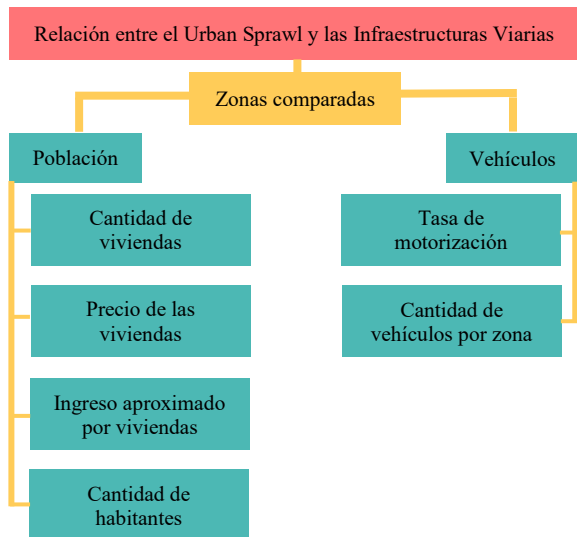 Relación entre el Urban Sprawl y las Infraestructuras Viarias
Zonas comparadas
Población
Vehículos
Cantidad de
viviendas
Tasa de
motorización
Precio de las
viviendas
Cantidad de
vehículos por zona
Ingreso aproximado
por viviendas
Cantidad de
habitantes